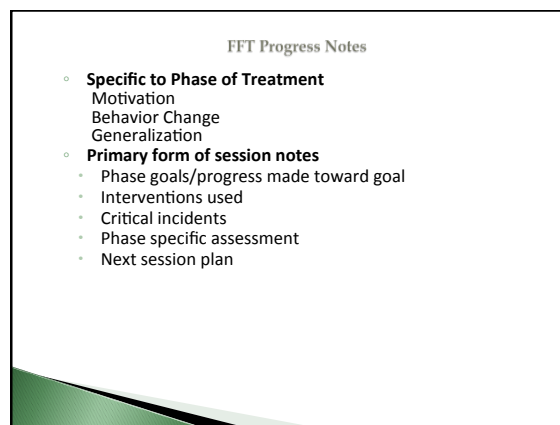 FFT Progress Notes
Specific to Phase of Treatment
Motivation
Behavior Change
Generalization
Primary form of session notes
Phase goals/progress made toward goal
Interventions used
Critical incidents
Phase specific assessment
Next session plan